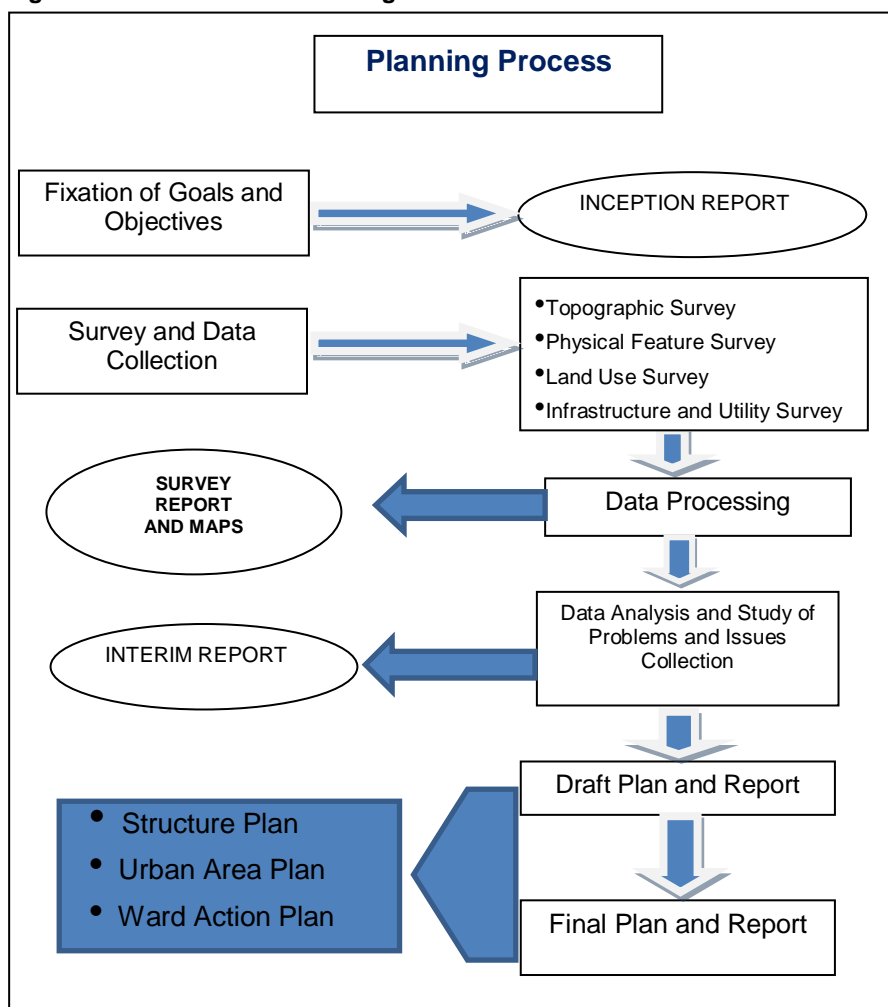 Planning Process
Fixation of Goals and
Objectives
INCEPTION REPORT
Survey and Data
Collection
•Topographic Survey
•Physical Feature Survey
•Land Use Survey
•Infrastructure and Utility Survey
SURVEY
REPORT
AND MAPS
Data Processing
Data Analysis and Study of
Problems and Issues
Collection
INTERIM REPORT
Draft Plan and Report
• Structure Plan
• Urban Area Plan
• Ward Action Plan
Final Plan and Report